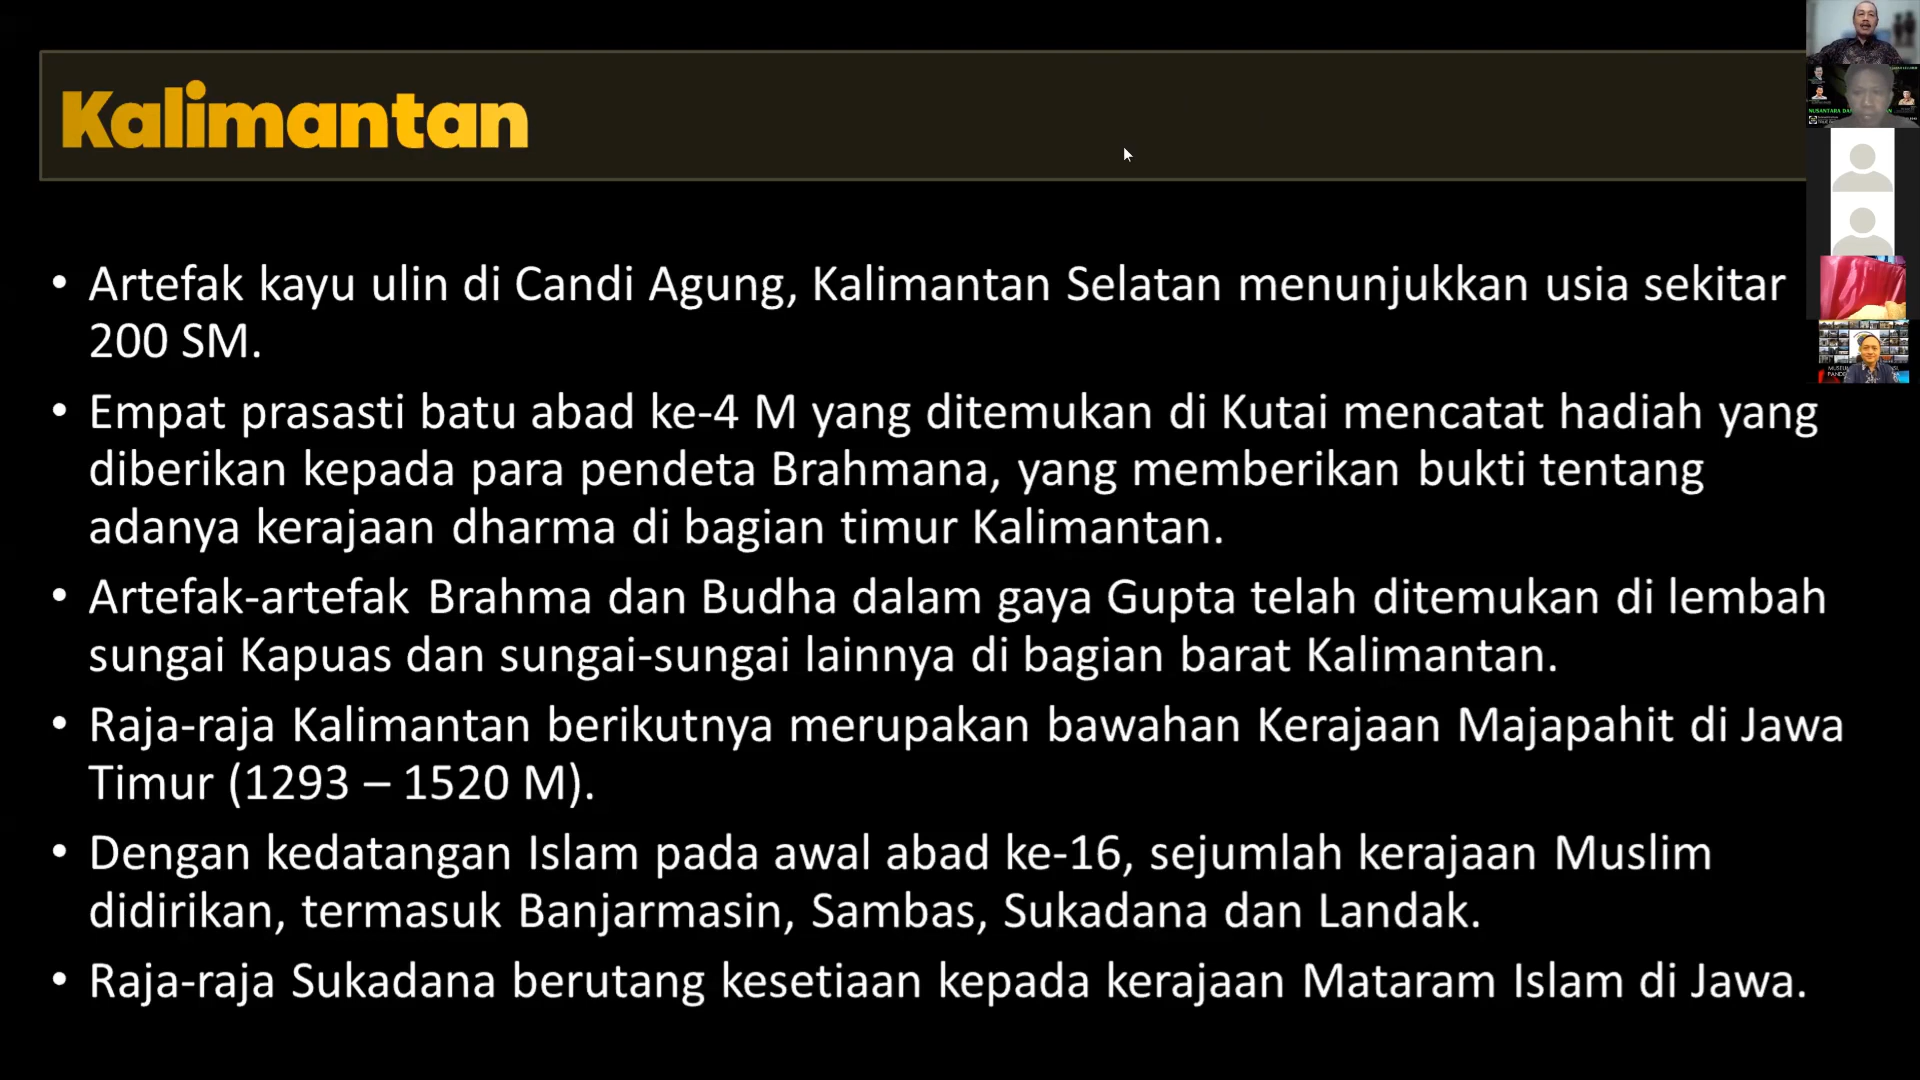 Kalimantan
• Artefak kayu ulin di Candi Agung, Kalimantan Selatan menunjukkan usia sekitar
200 SM.
• Empat prasasti batu abad ke-4 M yang ditemukan di Kutai mencatat hadiah yang
diberikan kepada para pendeta Brahmana, yang memberikan bukti tentang
adanya kerajaan dharma di bagian timur Kalimantan.
• Artefak-artefak Brahma dan Budha dalam gaya Gupta telah ditemukan di lembah
sungai Kapuas dan sungai-sungai lainnya di bagian barat Kalimantan.
• Raja-raja Kalimantan berikutnya merupakan bawahan Kerajaan Majapahit di Jawa
Timur (1293 – 1520 M).
• Dengan kedatangan Islam pada awal abad ke-16, sejumlah kerajaan Muslim
didirikan, termasuk Banjarmasin, Sambas, Sukadana dan Landak.
• Raja-raja Sukadana berutang kesetiaan kepada kerajaan Mataram Islam di Jawa.
NUSANTARA